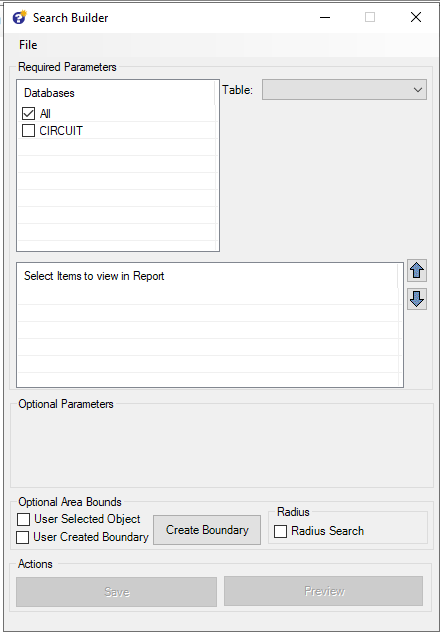 Search Builder
File
Required Parameters
Databases
Table:
All
CIRCUIT
Select Items to view in Report
Optional Parameters
Optional Area Bounds
User Selected Object
User Created Boundary
Create Boundary
Radius
Radius Search
Actions
Save
Preview